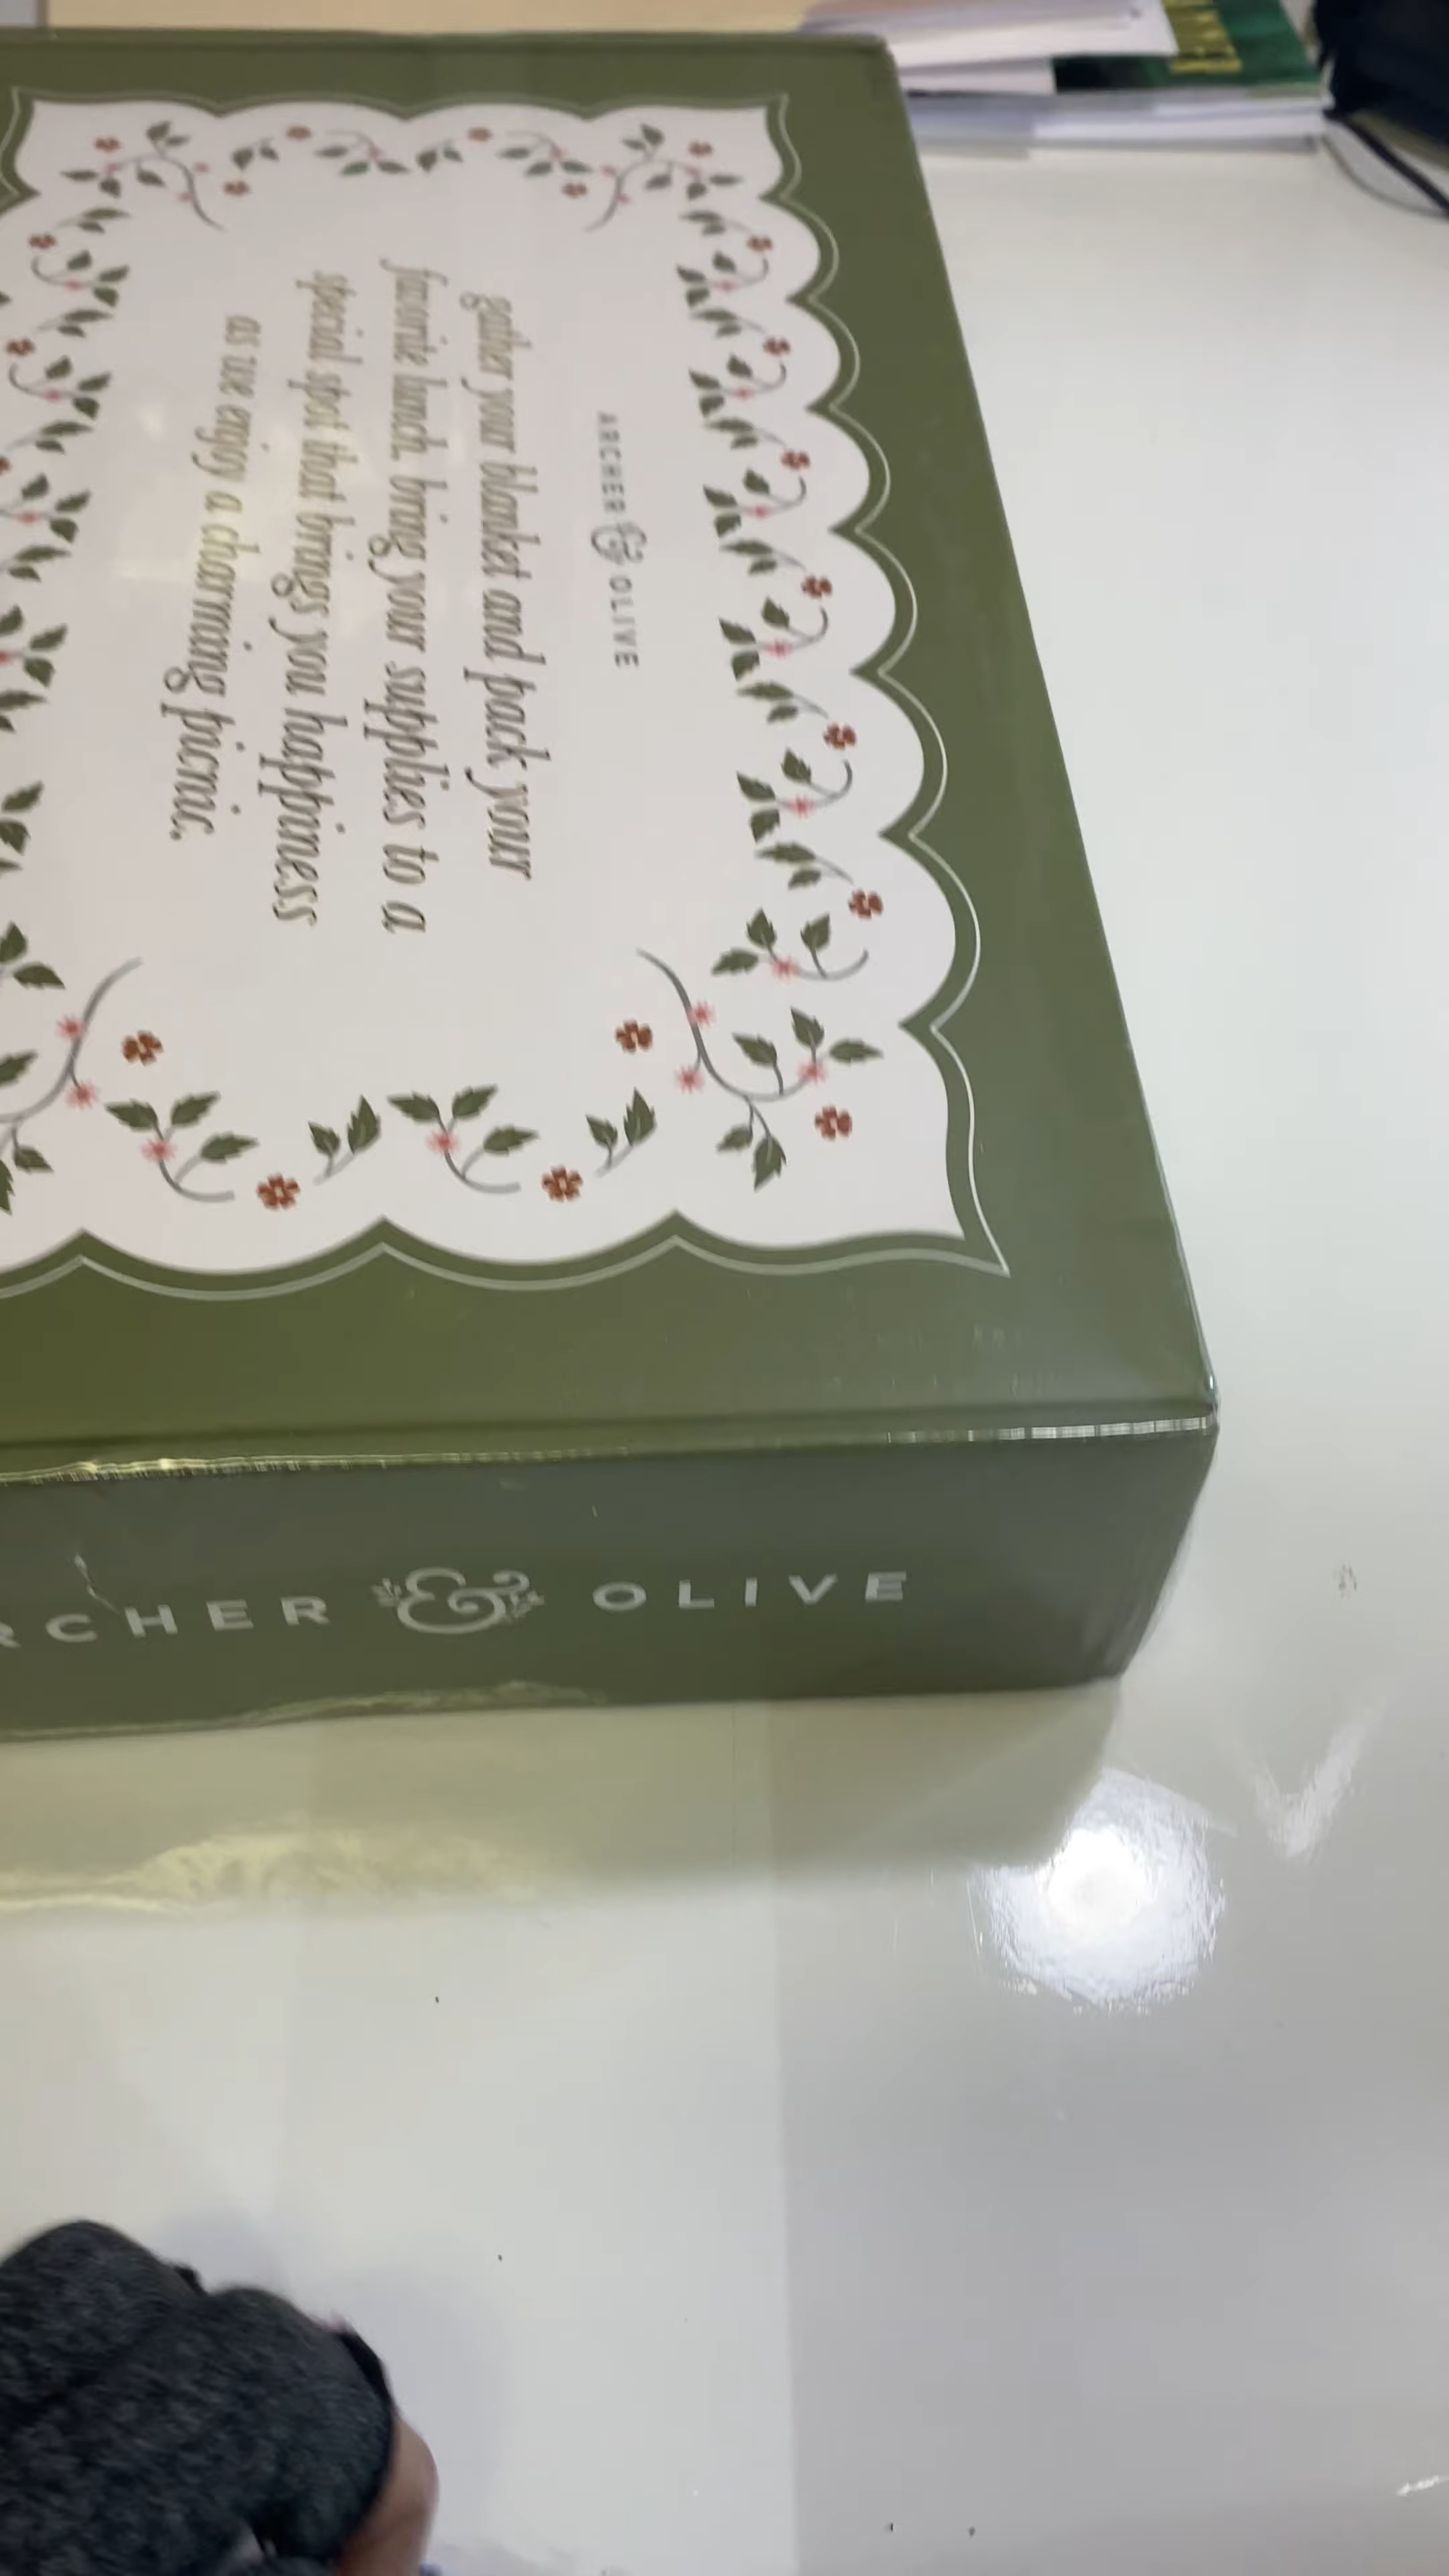 ARCHER & OLIVE
gather your blanket and pack your
favorite lunch, bring your supplies to a
special spot that brings you happiness
as we enjoy a charming picnic.
RCHER & OLIVE